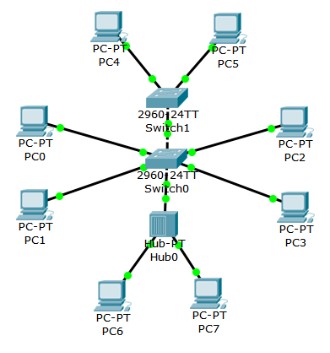 PC-PT
PC4
PC-PT
PC5
2960-24TT
Switch1
PC-PT
PC0
PC-PT
PC2
2960-24TT
Switch0
PC-PT
PC1
PC-PT
PC3
Hub-PT
Hub0
PC-PT
PC6
PC-PT
PC7